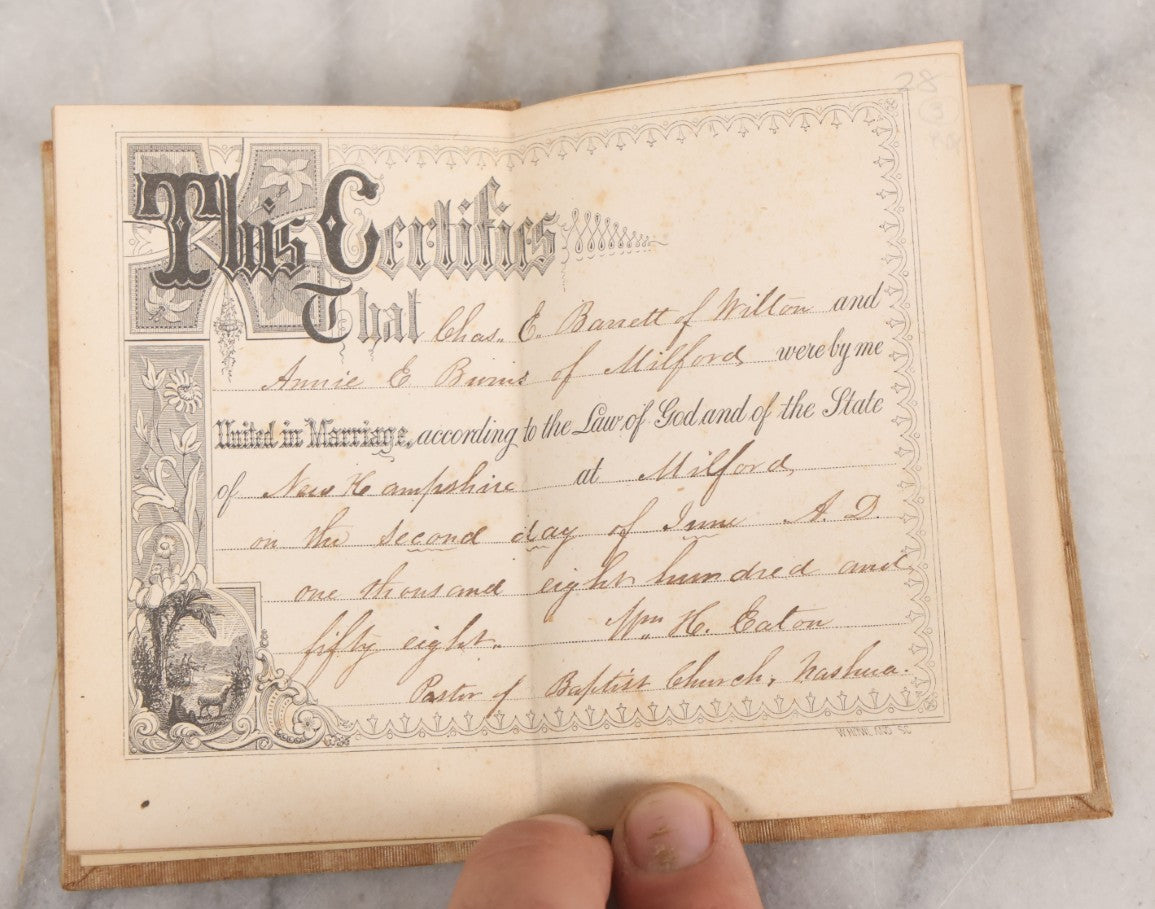 This Certifies
That Chas. E. Barrett of Wilton and
Annie E Burns of Milford were by me
United in Marriage, according to the Law of God and of the State
of New Hampshire at Milford
on the second day of June A. D.
one thousand eight hundred and
fifty eight. Wm H. Eaton
Pastor of Baptist Church, Nashua.